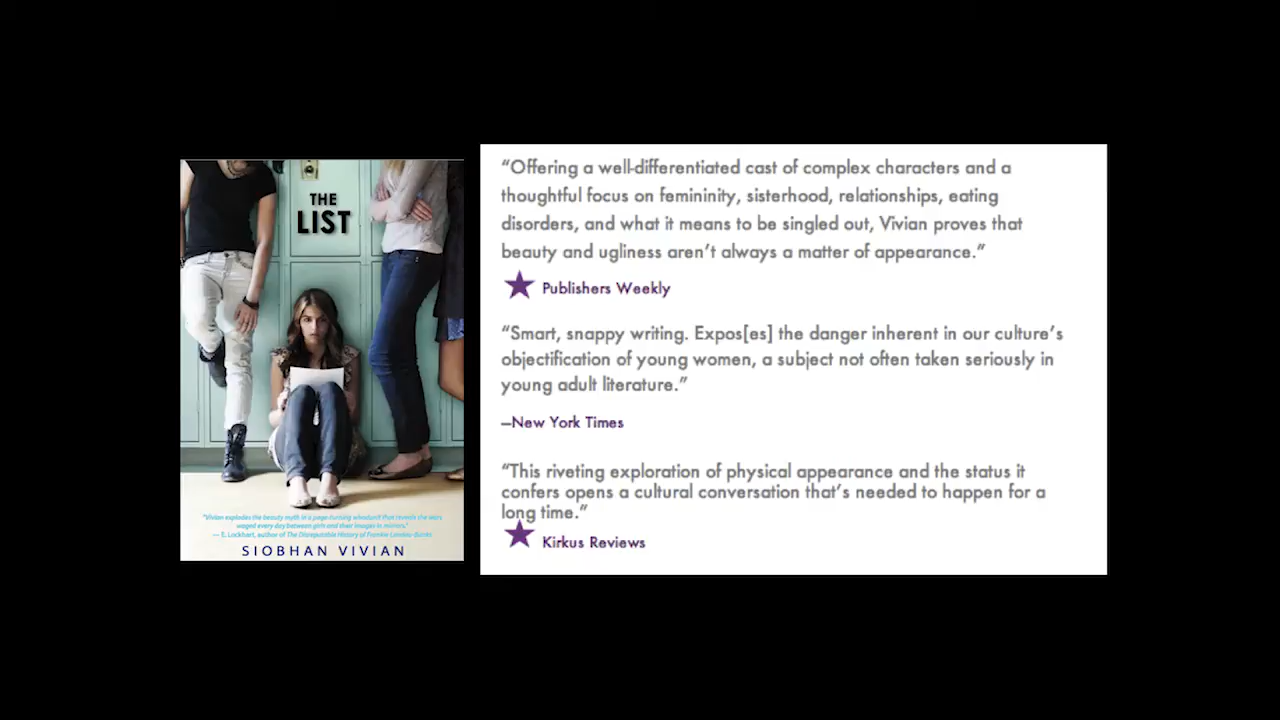 THE
LIST
"Vivian explodes the beauty myth in a page-turning whodunit that reveals the wars
waged every day between girls and their images in mirrors."
— E. Lockhart, author of The Disreputable History of Frankie Landau-Banks
SIOBHAN VIVIAN
“Offering a well-differentiated cast of complex characters and a
thoughtful focus on femininity, sisterhood, relationships, eating
disorders, and what it means to be singled out, Vivian proves that
beauty and ugliness aren’t always a matter of appearance.”
Publishers Weekly
“Smart, snappy writing. Expos[es] the danger inherent in our culture’s
objectification of young women, a subject not often taken seriously in
young adult literature.”
—New York Times
“This riveting exploration of physical appearance and the status it
confers opens a cultural conversation that’s needed to happen for a
long time.”
Kirkus Reviews